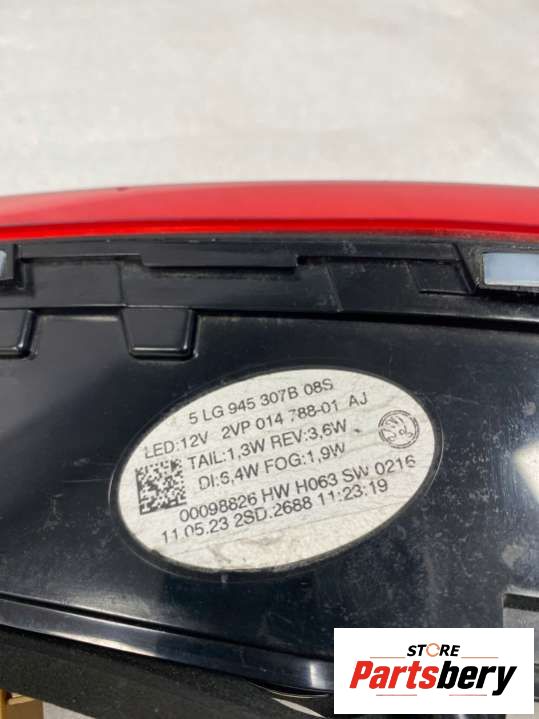 5 LG 945 307B 08S
LED:12V 2VP 014 788-01 AJ
TAIL:1,3W REV:3,6W
DI:6,4W FOG:1,9W
00098826 HW H063 SW 0216
11.05.23 2SD.2688 11:23:19
STORE
Partsbery